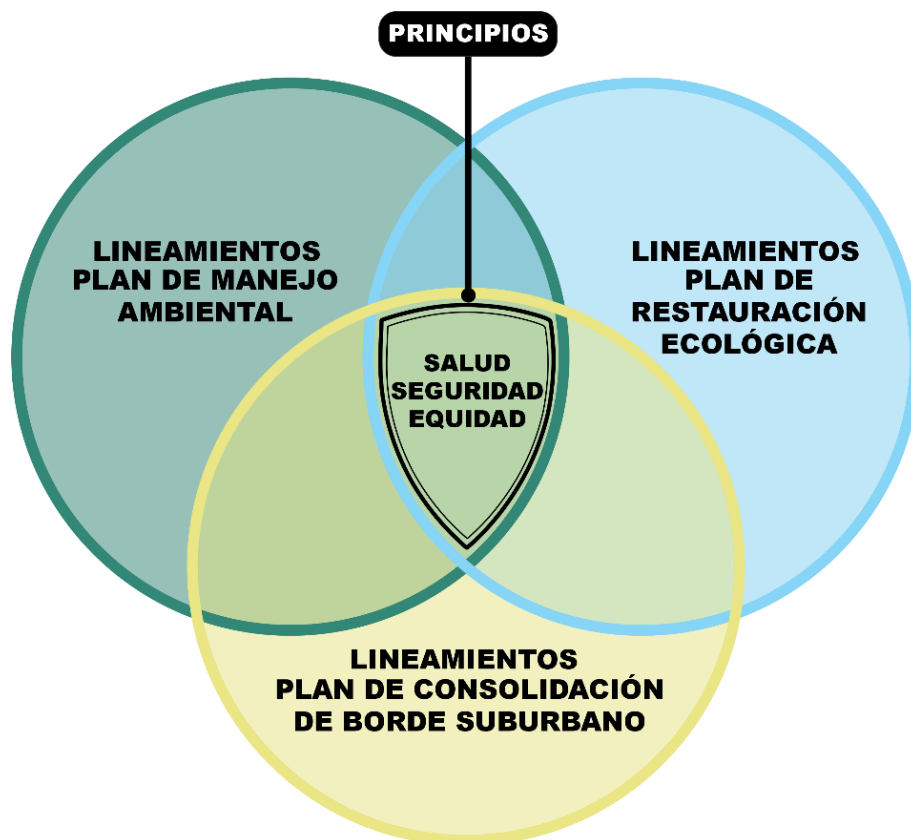 PRINCIPIOS
LINEAMIENTOS
PLAN DE MANEJO
AMBIENTAL
LINEAMIENTOS
PLAN DE
RESTAURACIÓN
ECOLÓGICA
SALUD
SEGURIDAD
EQUIDAD
LINEAMIENTOS
PLAN DE CONSOLIDACIÓN
DE BORDE SUBURBANO